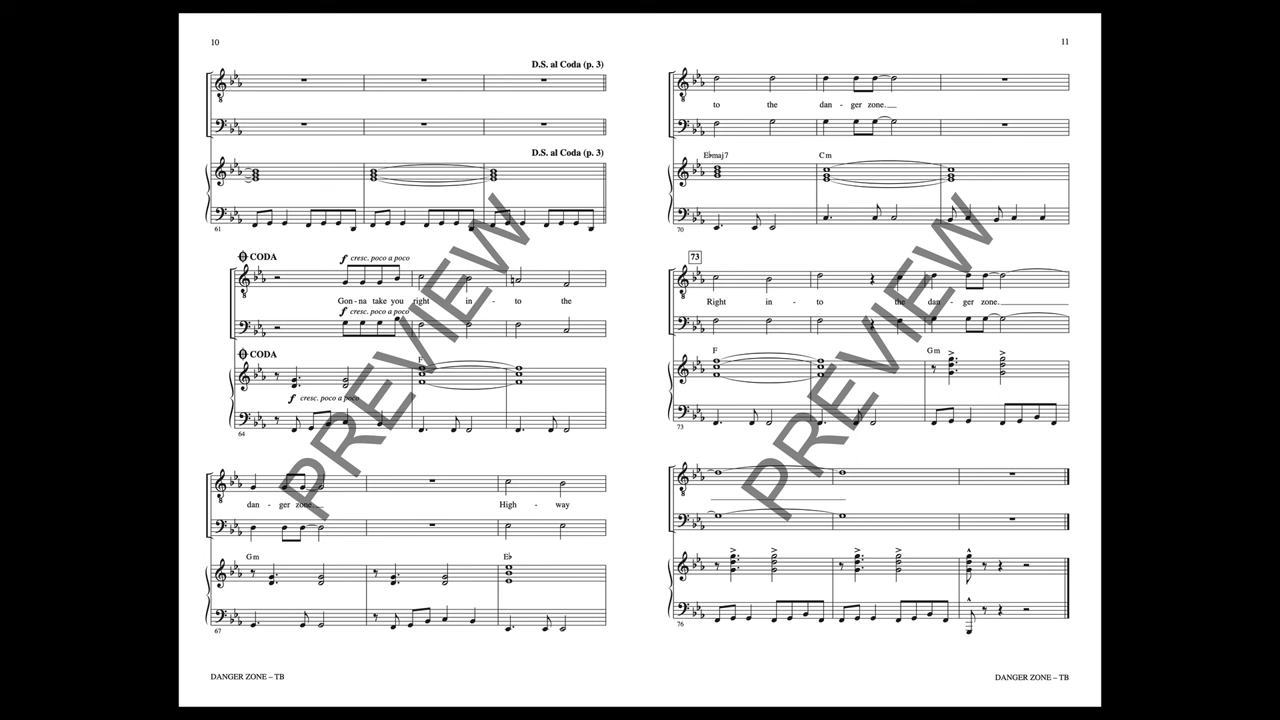 10
D.S. al Coda (p. 3)
D.S. al Coda (p. 3)
61
CODA
f cresc. poco a poco
Gon - na take you right in - to the
f cresc. poco a poco
CODA
F
f cresc. poco a poco
64
dan - ger zone.
High - way
Gm
E♭
67
DANGER ZONE – TB
PREVIEW
11
to the dan - ger zone.
E♭maj7
Cm
70
73
Right in - to the dan - ger zone.
F
Gm
73
76
DANGER ZONE – TB
PREVIEW